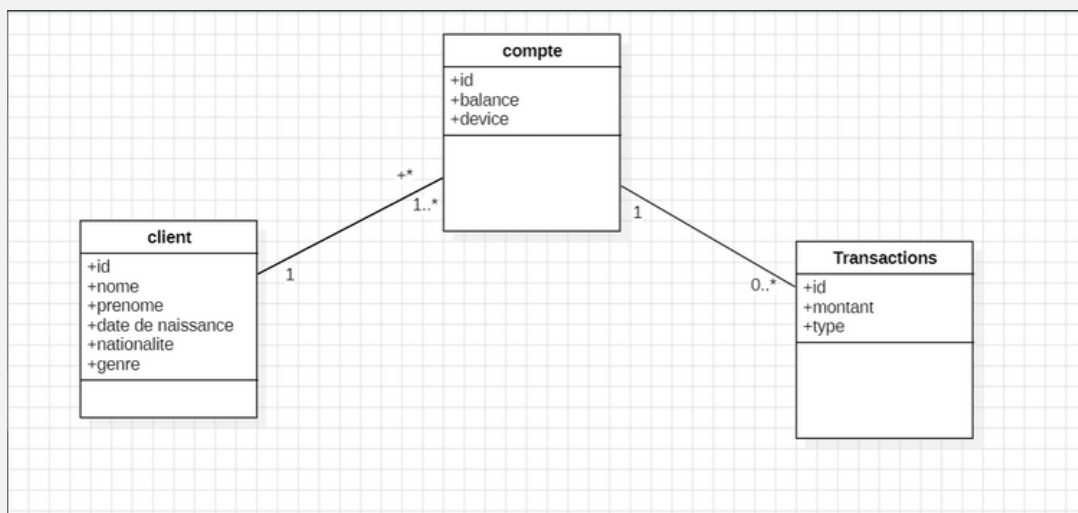 compte
+id
+balance
+device
+*
1..*
1
client
+id
+nome
+prenome
+date de naissance
+nationalite
+genre
1
0..*
Transactions
+id
+montant
+type